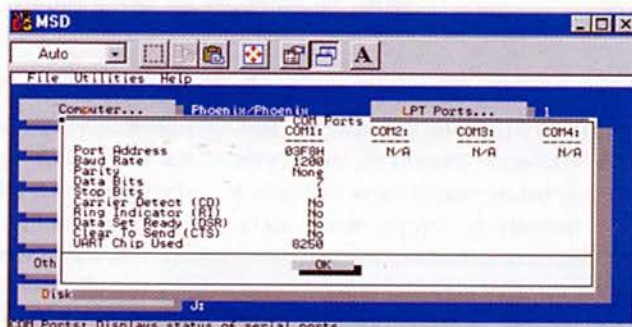 MSD
Auto
A
File Utilities Help
Computer... Phoenix/Phoenix LPT Ports... 1
COM Ports
COM1: COM2: COM3: COM4:
Port Address 03F8H N/A N/A N/A
Baud Rate 1200
Parity None
Data Bits
Stop Bits 1
Carrier Detect (CD) No
Ring Indicator (RI) No
Data Set Ready (DSR) No
Clear To Send (CTS) No
UART Chip Used 8250
OK
Oth
Disk
J:
COM Ports: Displays status of serial ports.